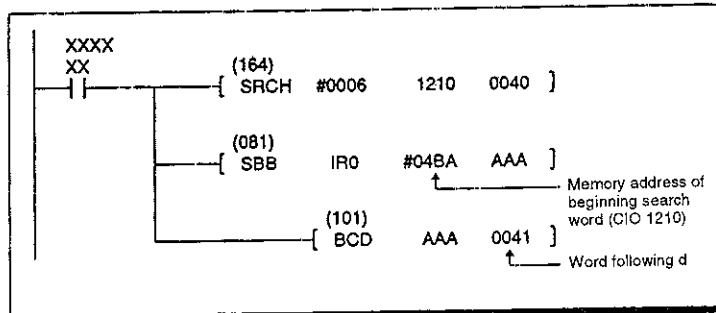 XXXX
XX
(164)
SRCH #0006 1210 0040
(081)
SBB IR0 #04BA AAA
Memory address of
beginning search
word (CIO 1210)
(101)
BCD AAA 0041
Word following d